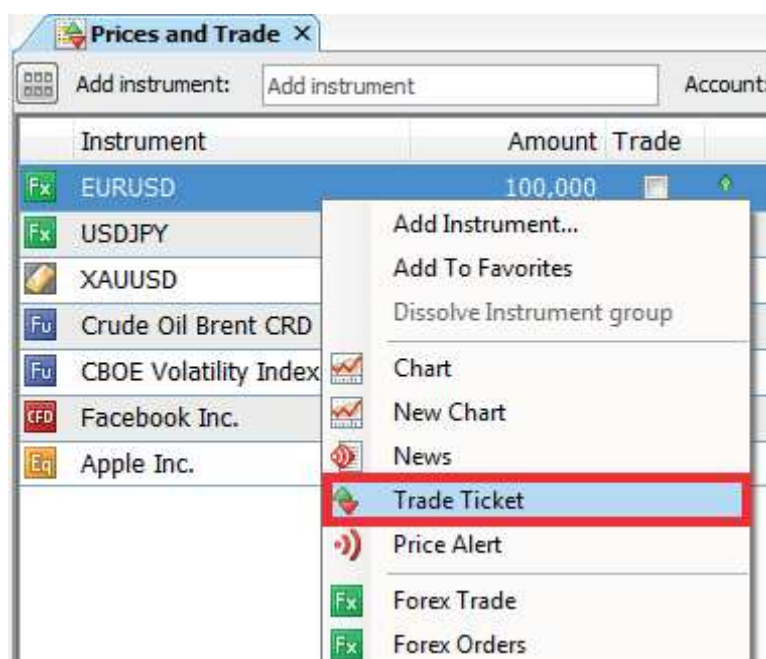 Prices and Trade ×
Add instrument: Add instrument Account:
Instrument Amount Trade
Fx EURUSD 100,000
Fx USDJPY
XAUUSD
Fu Crude Oil Brent CRD
Fu CBOE Volatility Index
CFD Facebook Inc.
Eq Apple Inc.
Add Instrument...
Add To Favorites
Dissolve Instrument group
Chart
New Chart
News
Trade Ticket
Price Alert
Fx Forex Trade
Fx Forex Orders